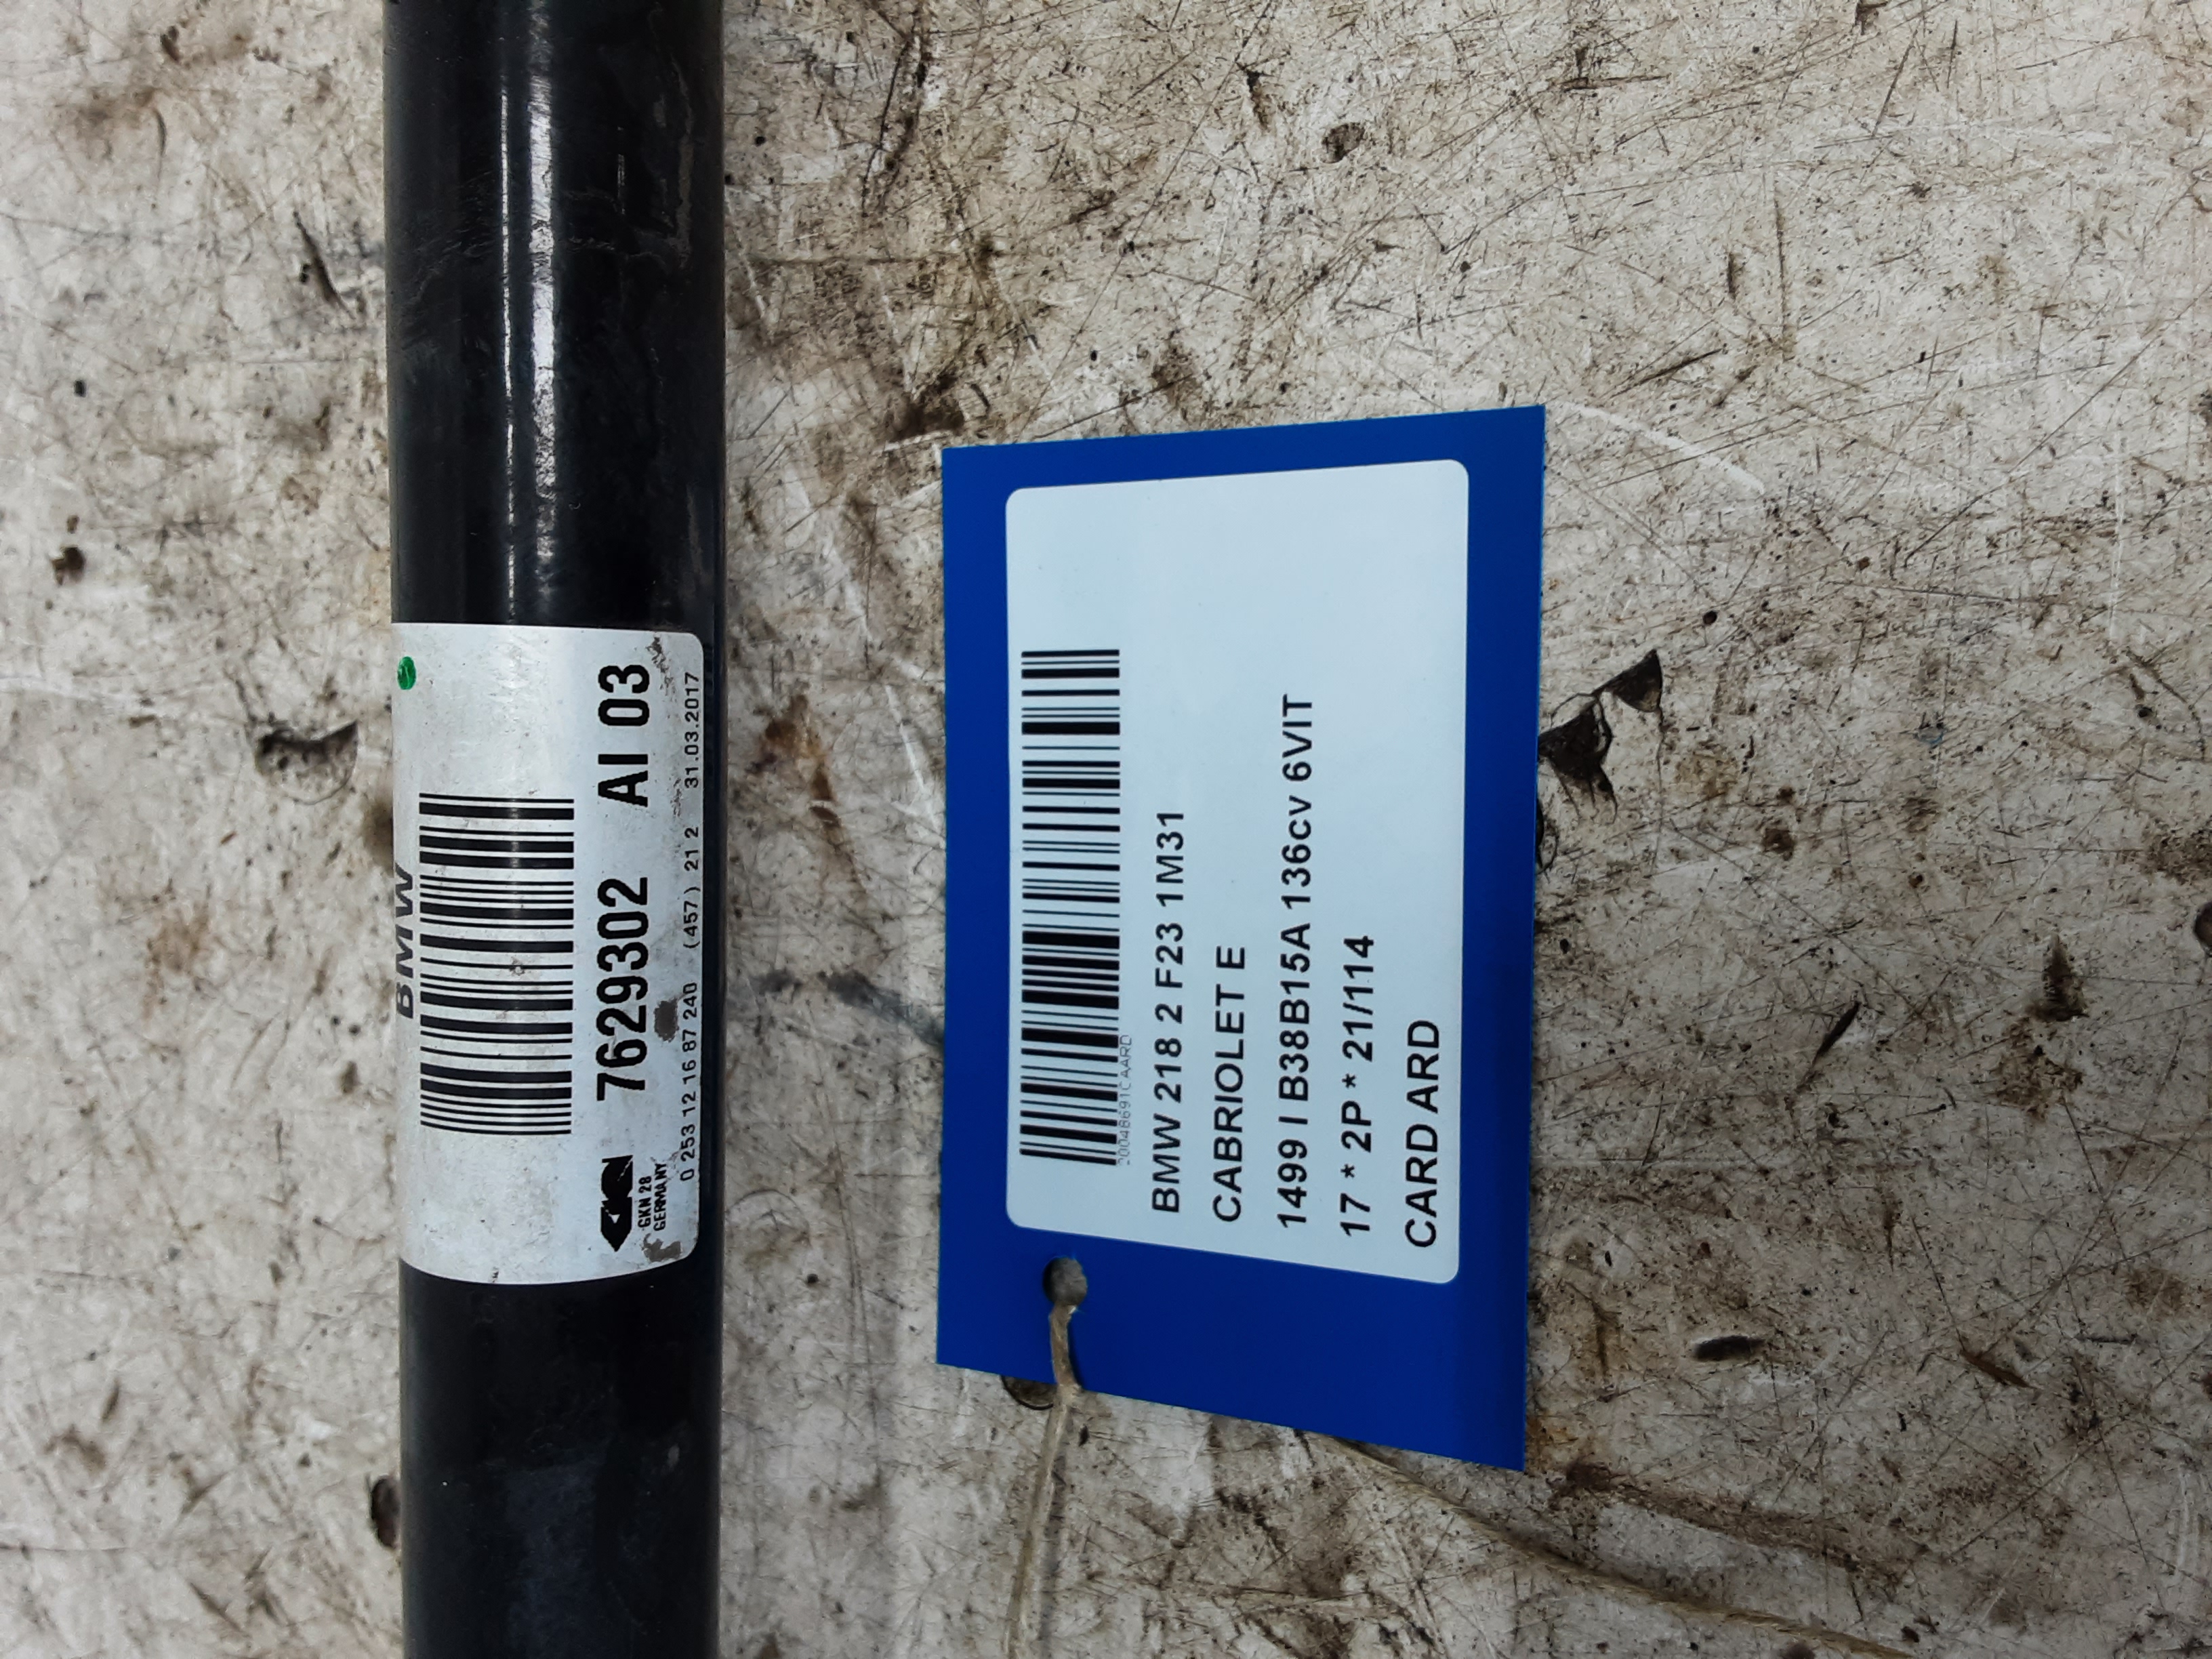 BMW
7629302 AI 03
GKN 28
GERMANY
0 253 12 16 87 240 (457) 21 2 31.03.2017
BMW 218 2 F23 1M31
CABRIOLET E
1499 I B38B15A 136cv 6VIT
17 * 2P * 21/114
CARD ARD